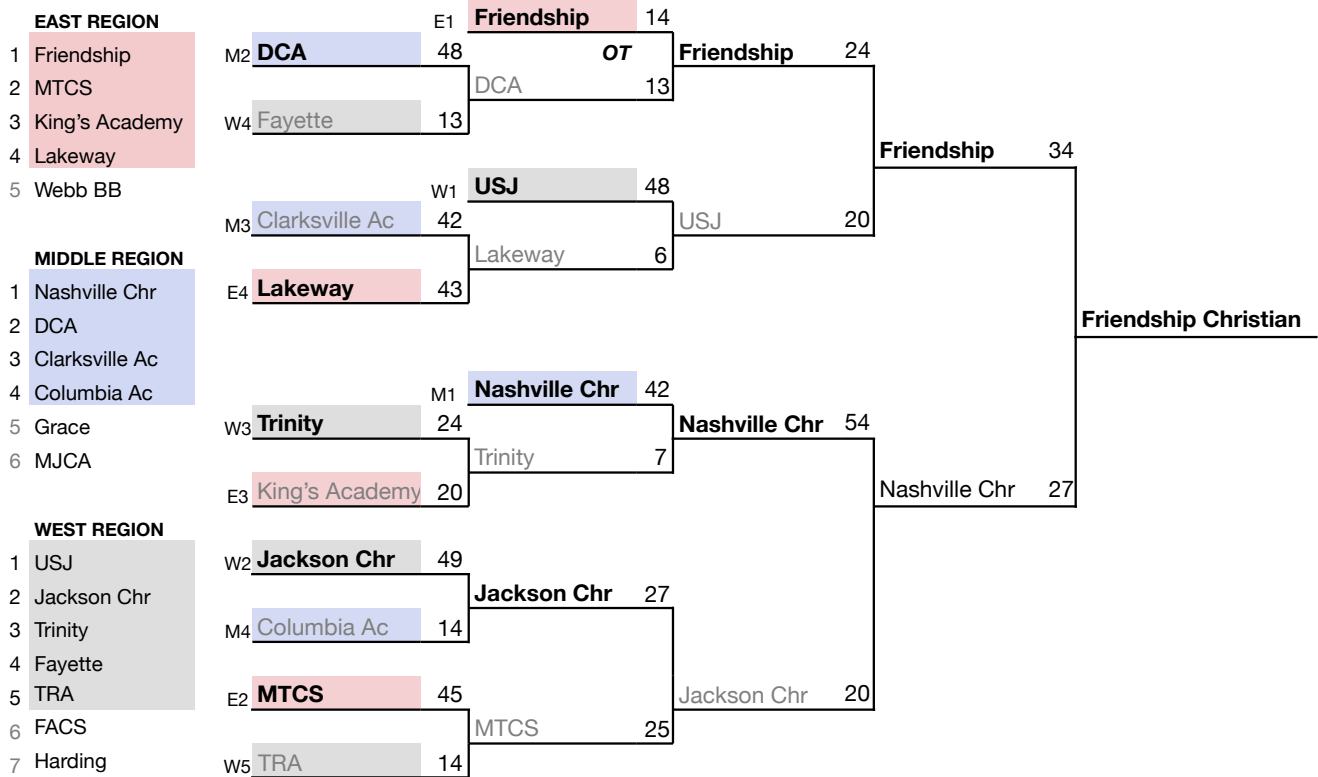 EAST REGION
1 Friendship
2 MTCS
3 King's Academy
4 Lakeway
5 Webb BB
MIDDLE REGION
1 Nashville Chr
2 DCA
3 Clarksville Ac
4 Columbia Ac
5 Grace
6 MJCA
WEST REGION
1 USJ
2 Jackson Chr
3 Trinity
4 Fayette
5 TRA
6 FACS
7 Harding
M2 DCA 48
W4 Fayette 13
M3 Clarksville Ac 42
E4 Lakeway 43
W3 Trinity 24
E3 King's Academy 20
W2 Jackson Chr 49
M4 Columbia Ac 14
E2 MTCS 45
W5 TRA 14
E1 Friendship 14
OT
DCA 13
W1 USJ 48
Lakeway 6
M1 Nashville Chr 42
Trinity 7
Jackson Chr 27
MTCS 25
Friendship 24
USJ 20
Nashville Chr 54
Jackson Chr 20
Friendship 34
Nashville Chr 27
Friendship Christian